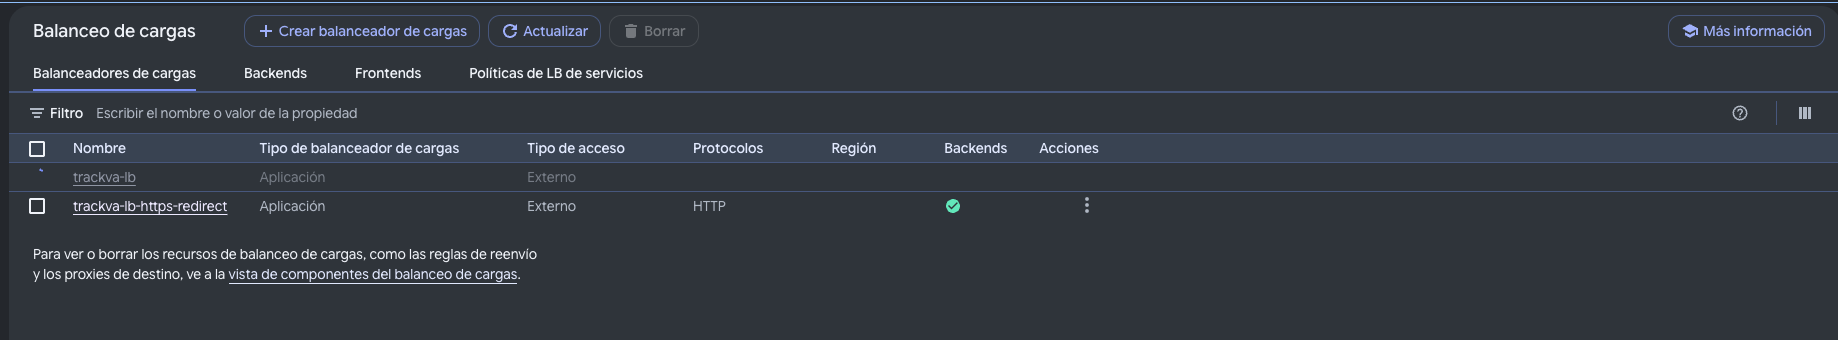 Balanceo de cargas
Crear balanceador de cargas
Actualizar
Borrar
Más información
Balanceadores de cargas
Backends
Frontends
Políticas de LB de servicios
Filtro Escribir el nombre o valor de la propiedad
Nombre Tipo de balanceador de cargas Tipo de acceso Protocolos Región Backends Acciones
trackva-lb Aplicación Externo
trackva-lb-https-redirect Aplicación Externo HTTP
Para ver o borrar los recursos de balanceo de cargas, como las reglas de reenvío
y los proxies de destino, ve a la vista de componentes del balanceo de cargas.